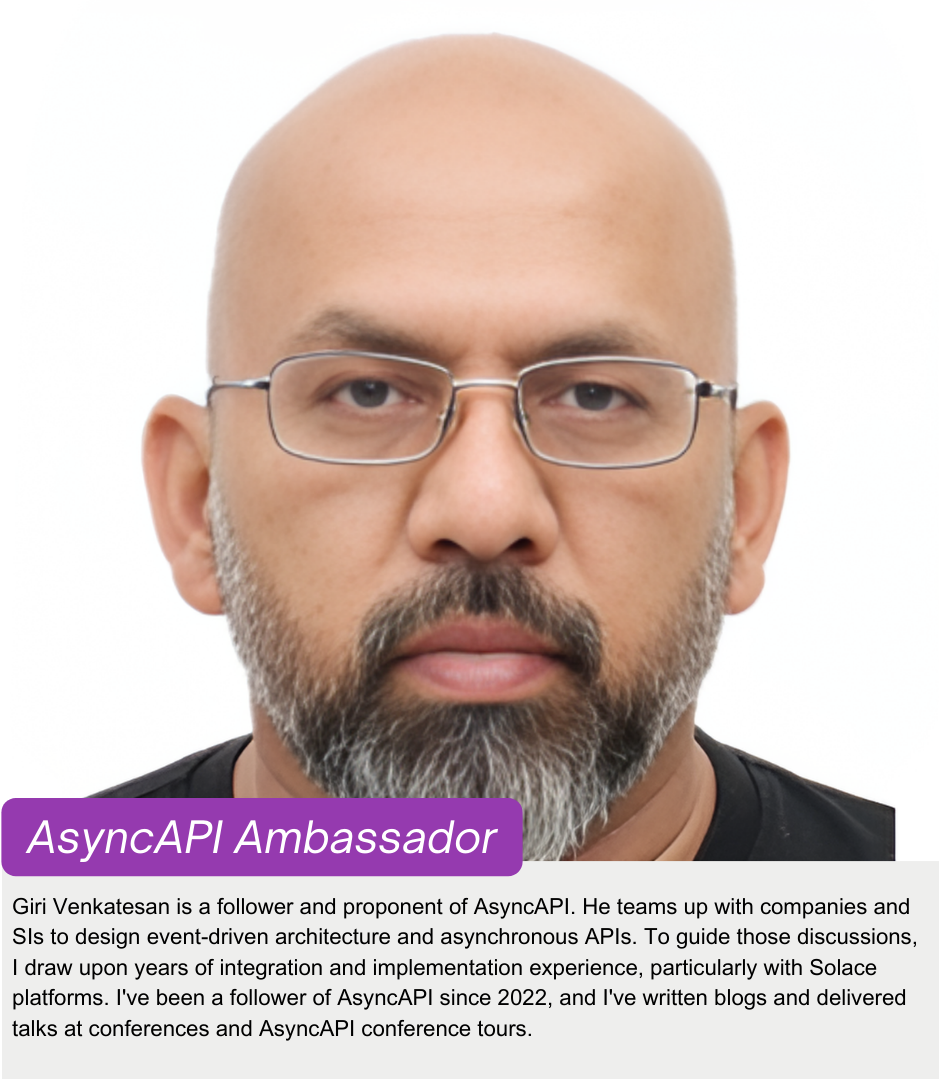 AsyncAPI Ambassador
Giri Venkatesan is a follower and proponent of AsyncAPI. He teams up with companies and
SIs to design event-driven architecture and asynchronous APIs. To guide those discussions,
I draw upon years of integration and implementation experience, particularly with Solace
platforms. I've been a follower of AsyncAPI since 2022, and I've written blogs and delivered
talks at conferences and AsyncAPI conference tours.